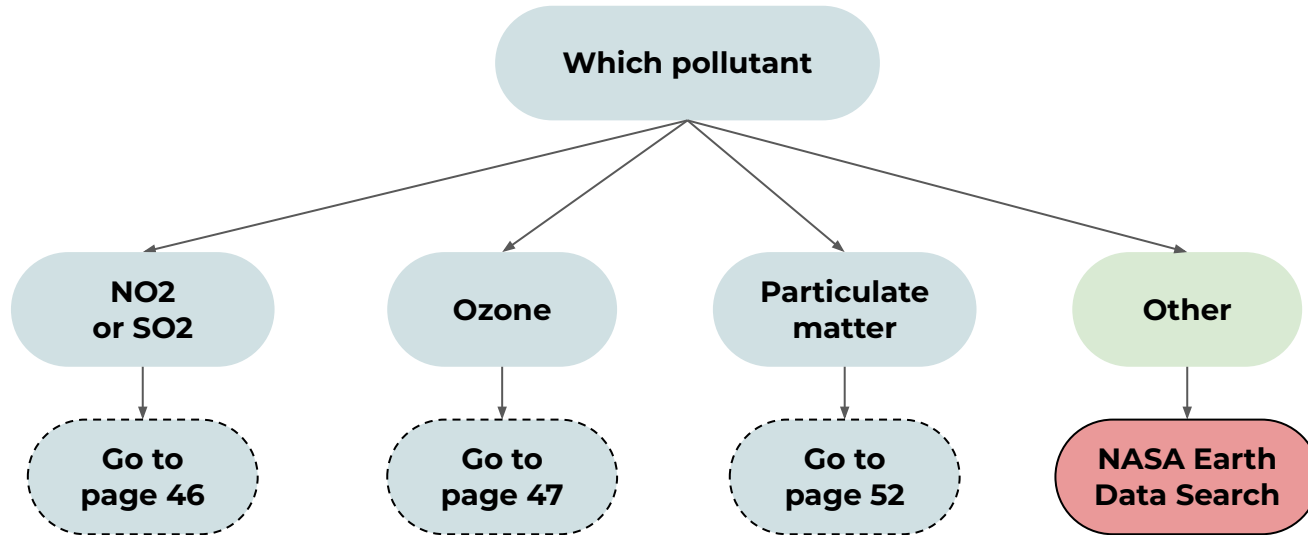 Which pollutant
NO2
or SO2
Ozone
Particulate
matter
Other
Go to
page 46
Go to
page 47
Go to
page 52
NASA Earth
Data Search